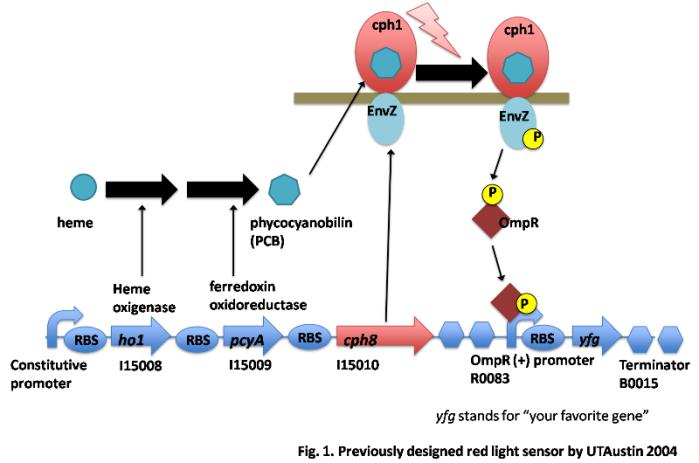 cph1
cph1
EnvZ
EnvZ
P
heme
phycocyanobilin
(PCB)
P
OmpR
Heme
oxigenase
ferredoxin
oxidoreductase
P
RBS
ho1
RBS
pcyA
RBS
cph8
RBS
yfg
Constitutive
promoter
I15008
I15009
I15010
OmpR (+) promoter
R0083
Terminator
B0015
yfg stands for “your favorite gene”
Fig. 1. Previously designed red light sensor by UTAustin 2004